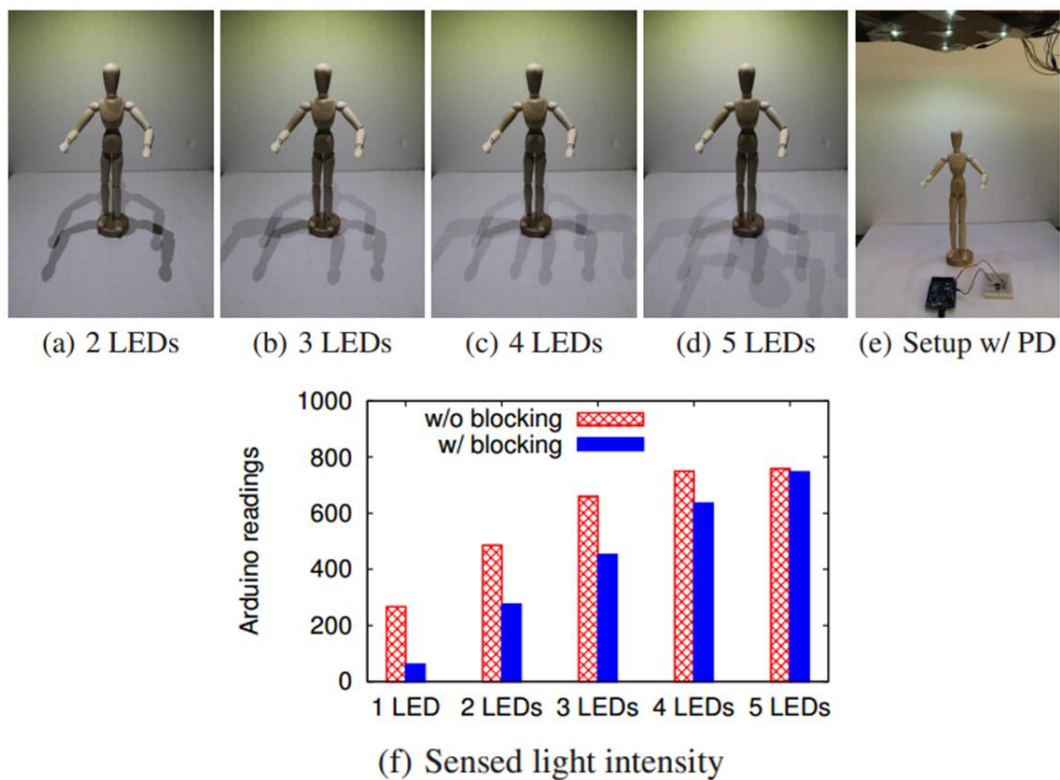 (a) 2 LEDs
(b) 3 LEDs
(c) 4 LEDs
(d) 5 LEDs
(e) Setup w/ PD
1000
800
600
400
200
0
Arduino readings
w/o blocking
w/ blocking
1 LED
2 LEDs
3 LEDs
4 LEDs
5 LEDs
(f) Sensed light intensity